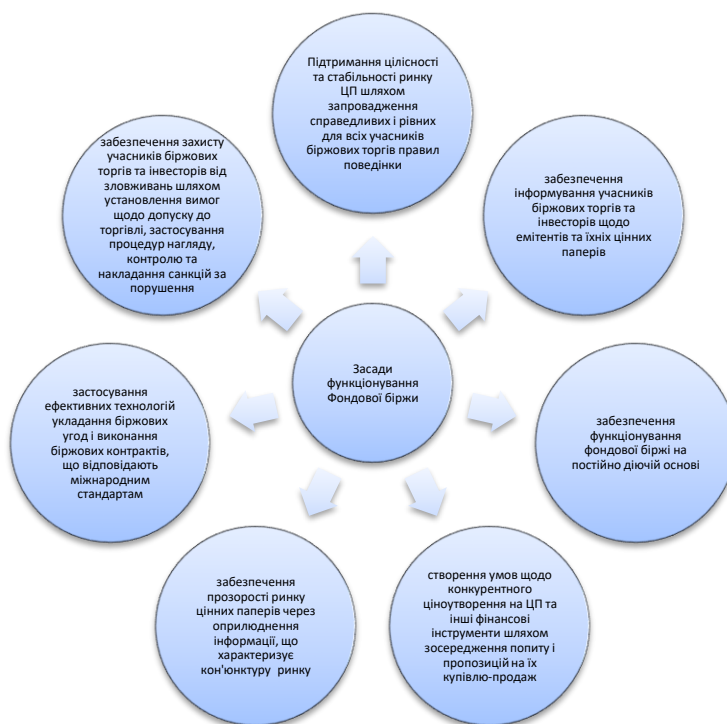 Підтримання цілісності
та стабільності ринку
ЦП шляхом
запровадження
справедливих і рівних
для всіх учасників
біржових торгів правил
поведінки
забезпечення
інформування учасників
біржових торгів та
інвесторів щодо
емітентів та їхніх цінних
паперів
забезпечення
функціонування
фондової біржі на
постійно діючій основі
створення умов щодо
конкурентного
ціноутворення на ЦП та
інші фінансові
інструменти шляхом
зосередження попиту і
пропозицій на їх
купівлю-продаж
забезпечення
прозорості ринку
цінних паперів через
оприлюднення
інформації, що
характеризує
кон'юнктуру ринку
застосування
ефективних технологій
укладання біржових
угод і виконання
біржових контрактів,
що відповідають
міжнародним
стандартам
забезпечення захисту
учасників біржових
торгів та інвесторів від
зловживань шляхом
установлення вимог
щодо допуску до
торгівлі, застосування
процедур нагляду,
контролю та
накладання санкцій за
порушення
Засади
функціонування
Фондової біржи